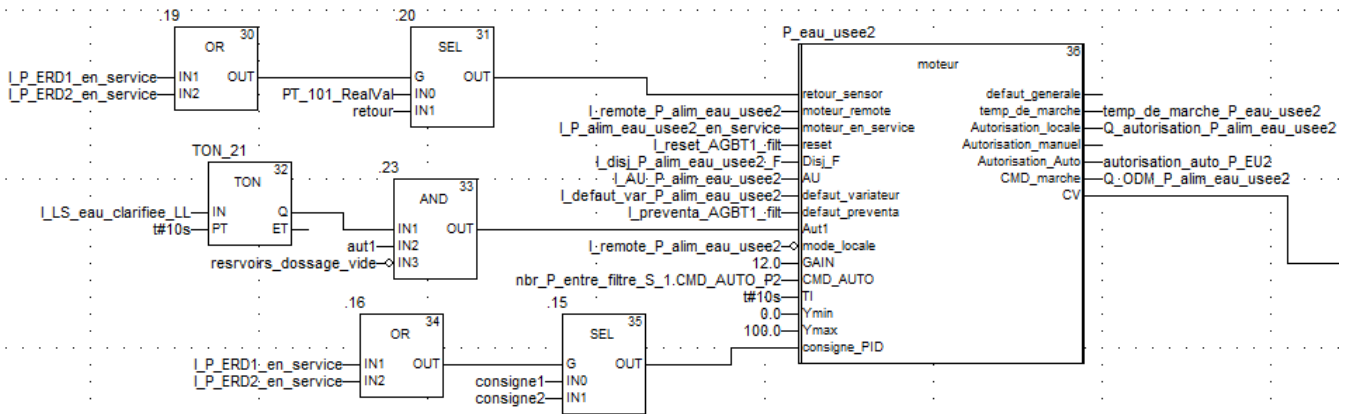 .19
30
OR
I_P_ERD1_en_service IN1 OUT
I_P_ERD2_en_service IN2
.20
31
SEL
G OUT
PT_101_RealVal IN0
retour IN1
TON_21
32
TON
I_LS_eau_clarifiee_LL IN Q
t#10s PT ET
.23
33
AND
IN1 OUT
aut1 IN2
resrvoirs_dossage_vide IN3
.16
34
OR
I_P_ERD1_en_service IN1 OUT
I_P_ERD2_en_service IN2
.15
35
SEL
G OUT
consigne1 IN0
consigne2 IN1
P_eau_usee2
36
moteur
retour_sensor defaut_generale
I_remote_P_alim_eau_usee2 moteur_remote temp_de_marche temp_de_marche_P_eau_usee2
I_P_alim_eau_usee2_en_service moteur_en_service Autorisation_locale Q_autorisation_P_alim_eau_usee2
I_reset_AGBT1_filt reset Autorisation_manuel
I_disj_P_alim_eau_usee2_F Disj_F Autorisation_Auto autorisation_auto_P_EU2
I_AU_P_alim_eau_usee2 AU CMD_marche Q_ODM_P_alim_eau_usee2
I_defaut_var_P_alim_eau_usee2 defaut_variateur CV
I_preventa_AGBT1_filt defaut_preventa
Aut1
I_remote_P_alim_eau_usee2 mode_locale
12.0 GAIN
nbr_P_entre_filtre_S_1.CMD_AUTO_P2 CMD_AUTO
t#10s TI
0.0 Ymin
100.0 Ymax
consigne_PID